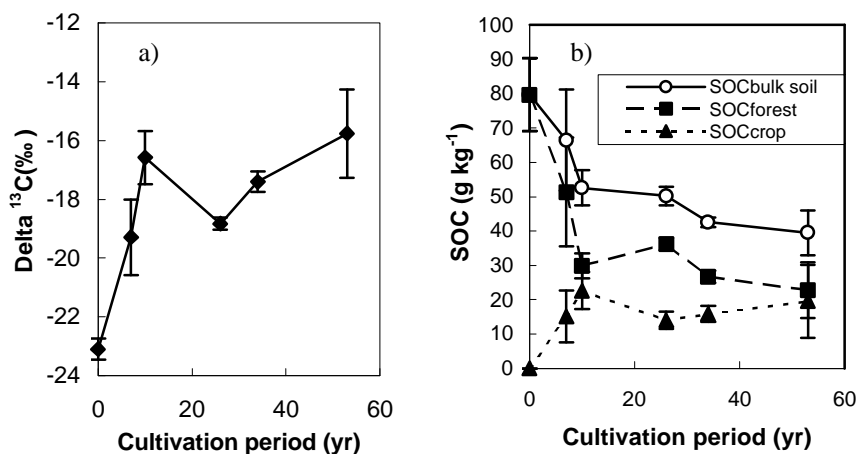 a)
-12
-14
-16
-18
-20
-22
-24
Delta ¹³C(‰)
0 20 40 60
Cultivation period (yr)
b)
100
90
80
70
60
50
40
30
20
10
0
SOC (g kg⁻¹)
SOCbulk soil
SOCforest
SOCcrop
0 20 40 60
Cultivation period (yr)